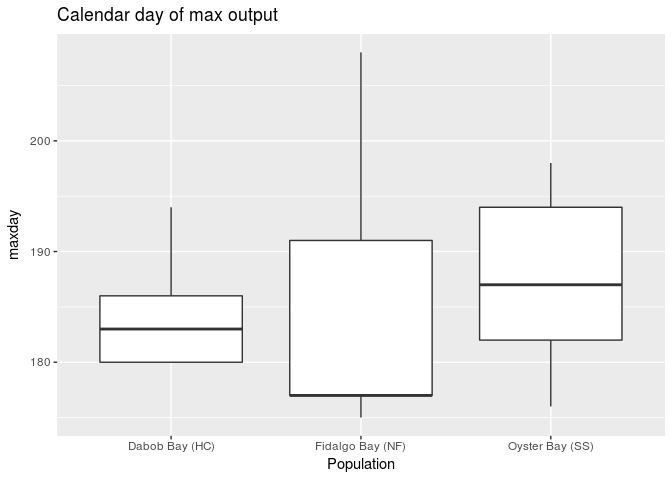 Calendar day of max output
maxday
200
190
180
Dabob Bay (HC)
Fidalgo Bay (NF)
Oyster Bay (SS)
Population